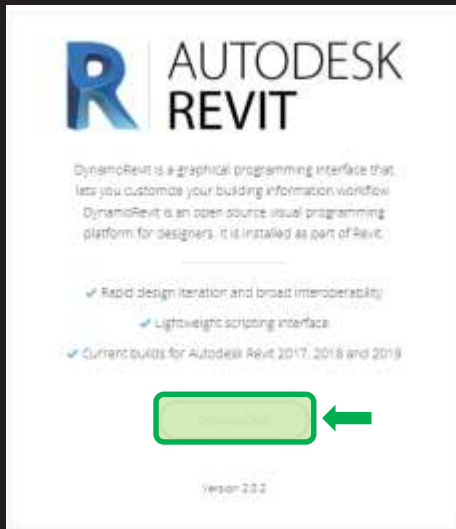 AUTODESK
REVIT
DynamoRevit is a graphical programming interface that
lets you customize your building information workflow.
DynamoRevit is an open source visual programming
platform for designers. It is installed as part of Revit.
Rapid design iteration and broad interoperability
Lightweight scripting interface
Current builds for Autodesk Revit 2017, 2018 and 2019
Version 2.0.2